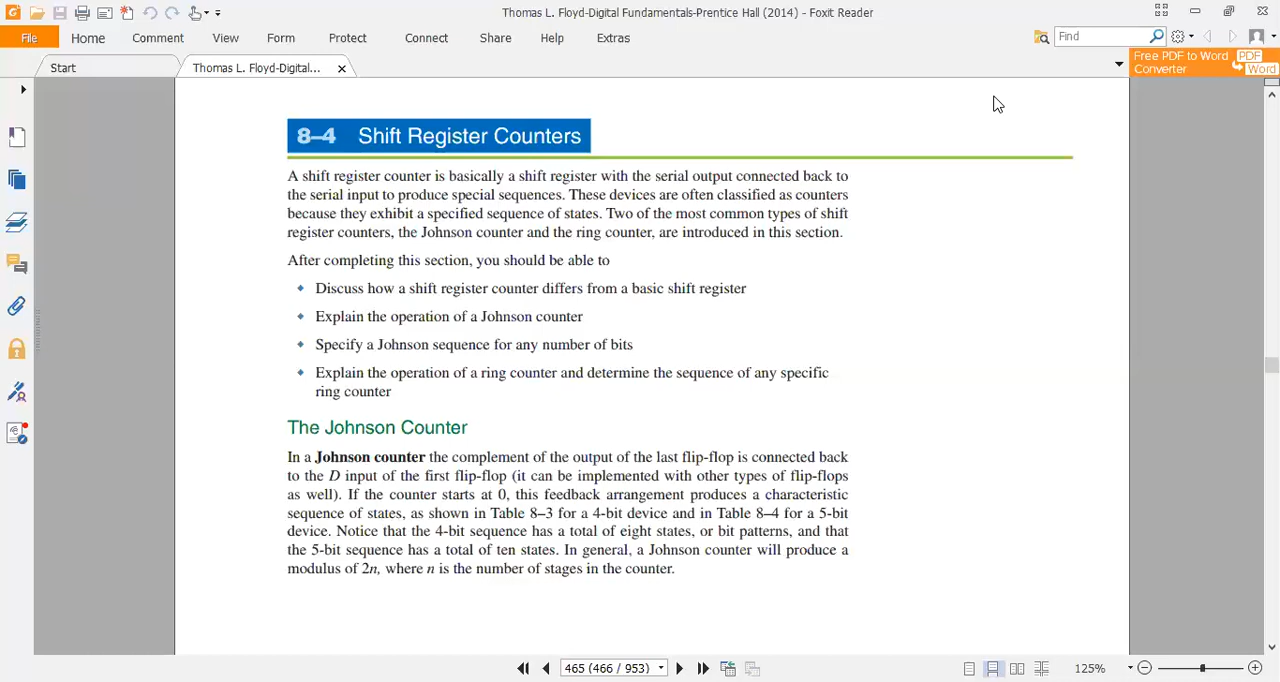 Thomas L. Floyd-Digital Fundamentals-Prentice Hall (2014) - Foxit Reader
File Home Comment View Form Protect Connect Share Help Extras Find
Start Thomas L. Floyd-Digital... Free PDF to Word Converter PDF Word
8–4 Shift Register Counters
A shift register counter is basically a shift register with the serial output connected back to
the serial input to produce special sequences. These devices are often classified as counters
because they exhibit a specified sequence of states. Two of the most common types of shift
register counters, the Johnson counter and the ring counter, are introduced in this section.
After completing this section, you should be able to
Discuss how a shift register counter differs from a basic shift register
Explain the operation of a Johnson counter
Specify a Johnson sequence for any number of bits
Explain the operation of a ring counter and determine the sequence of any specific
ring counter
The Johnson Counter
In a Johnson counter the complement of the output of the last flip-flop is connected back
to the D input of the first flip-flop (it can be implemented with other types of flip-flops
as well). If the counter starts at 0, this feedback arrangement produces a characteristic
sequence of states, as shown in Table 8–3 for a 4-bit device and in Table 8–4 for a 5-bit
device. Notice that the 4-bit sequence has a total of eight states, or bit patterns, and that
the 5-bit sequence has a total of ten states. In general, a Johnson counter will produce a
modulus of 2n, where n is the number of stages in the counter.
465 (466 / 953) 125%